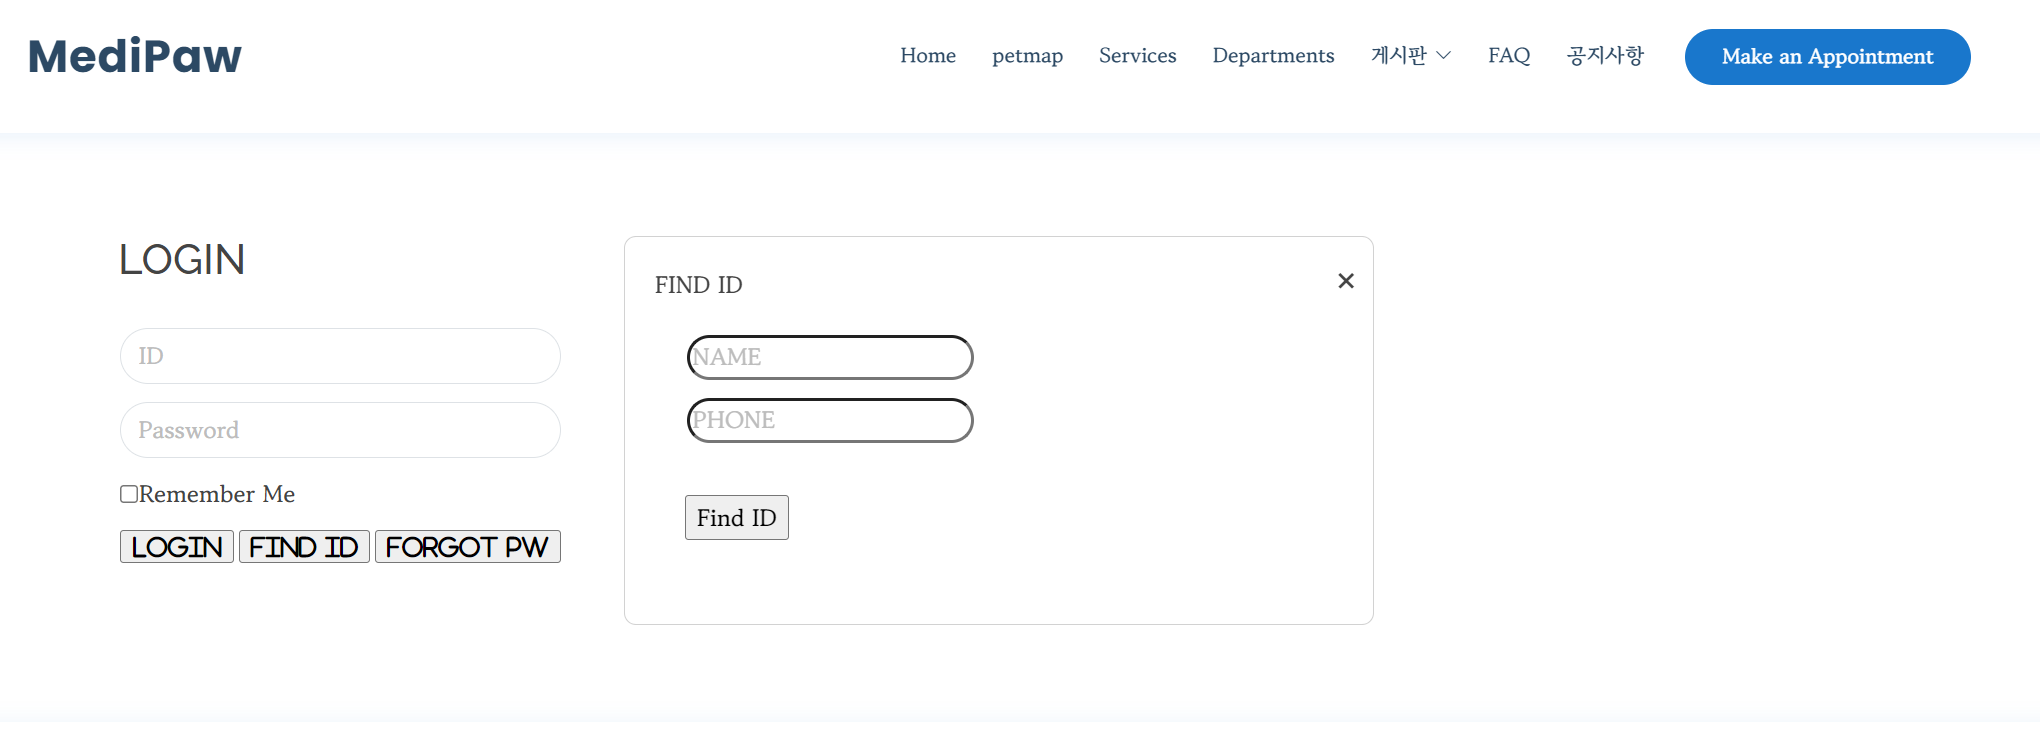 MediPaw
Home petmap Services Departments 게시판 FAQ 공지사항 Make an Appointment
LOGIN
ID
Password
Remember Me
LOGIN FIND ID FORGOT PW
FIND ID
NAME
PHONE
Find ID